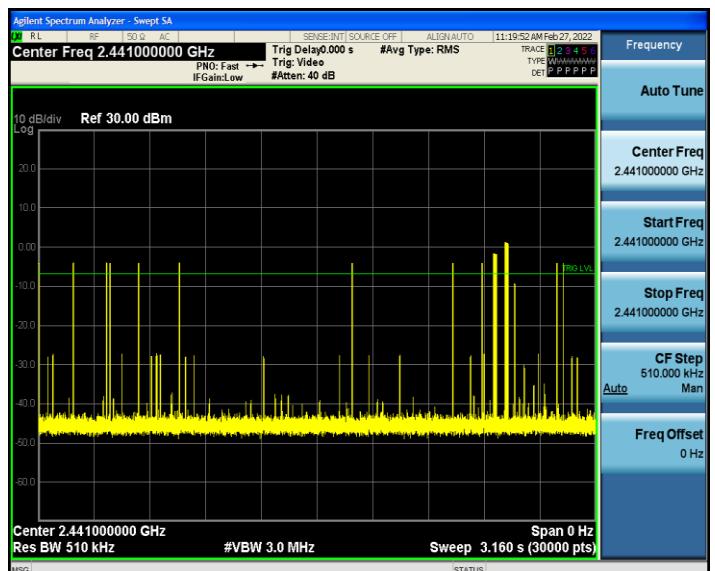 Agilent Spectrum Analyzer - Swept SA
RL RF 50 Ω AC SENSE:INT SOURCE OFF ALIGNAUTO 11:19:52 AM Feb 27, 2022
Center Freq 2.441000000 GHz
PNO: Fast
IFGain:Low
Trig Delay0.000 s
Trig: Video
#Atten: 40 dB
#Avg Type: RMS
TRACE 1 2 3 4 5 6
TYPE WWWWWW
DET P P P P P P
10 dB/div Ref 30.00 dBm
Log
20.0
10.0
0.00
TRIG LVL
-10.0
-20.0
-30.0
-40.0
-50.0
-60.0
Center 2.441000000 GHz Span 0 Hz
Res BW 510 kHz #VBW 3.0 MHz Sweep 3.160 s (30000 pts)
MSG STATUS
Frequency
Auto Tune
Center Freq
2.441000000 GHz
Start Freq
2.441000000 GHz
Stop Freq
2.441000000 GHz
CF Step
510.000 kHz
Auto Man
Freq Offset
0 Hz